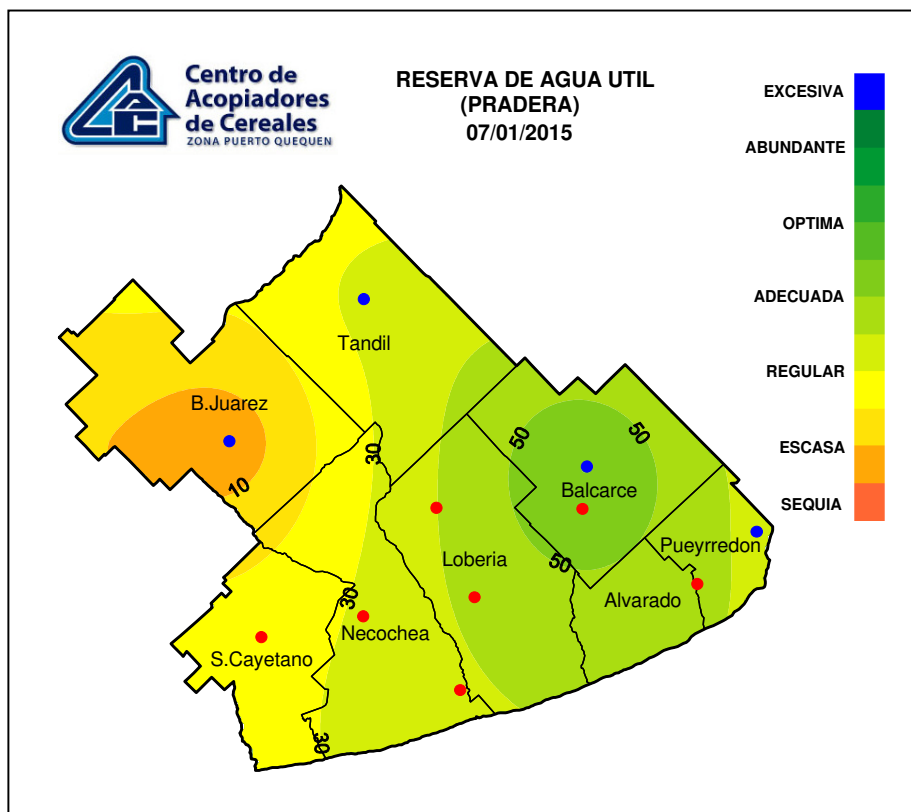 Centro de
Acopiadores
de Cereales
ZONA PUERTO QUEQUEN
CAC
RESERVA DE AGUA UTIL
(PRADERA)
07/01/2015
EXCESIVA
ABUNDANTE
OPTIMA
ADECUADA
REGULAR
ESCASA
SEQUIA
Tandil
B.Juarez
10
30
50
50
Balcarce
50
Pueyrredon
Loberia
Alvarado
30
Necochea
S.Cayetano
30